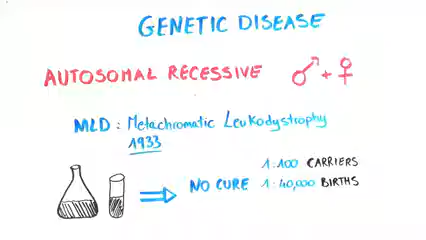 GENETIC DISEASE
AUTOSOMAL RECESSIVE
MLD: Metachromatic Leukodystrophy
1933
1:100 CARRIERS
NO CURE 1:40,000 BIRTHS